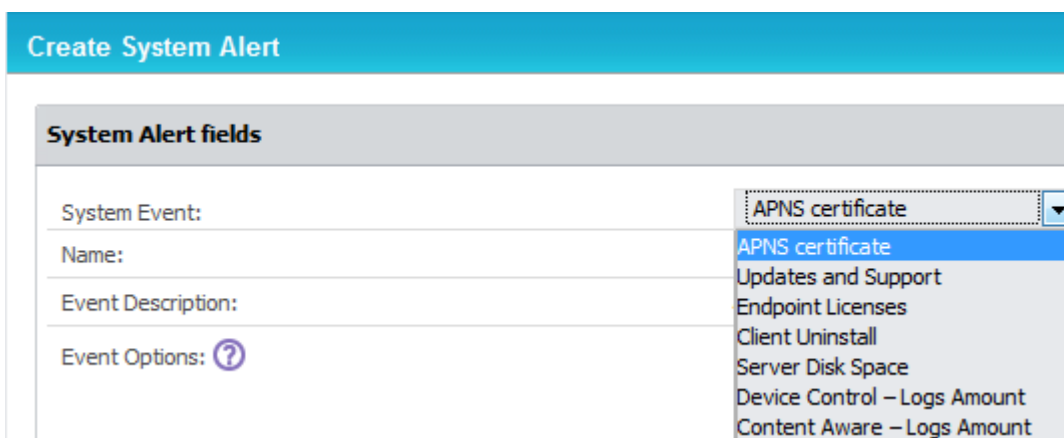 Create System Alert
System Alert fields
System Event:
APNS certificate
Name:
Event Description:
Event Options: ?
APNS certificate
Updates and Support
Endpoint Licenses
Client Uninstall
Server Disk Space
Device Control – Logs Amount
Content Aware – Logs Amount